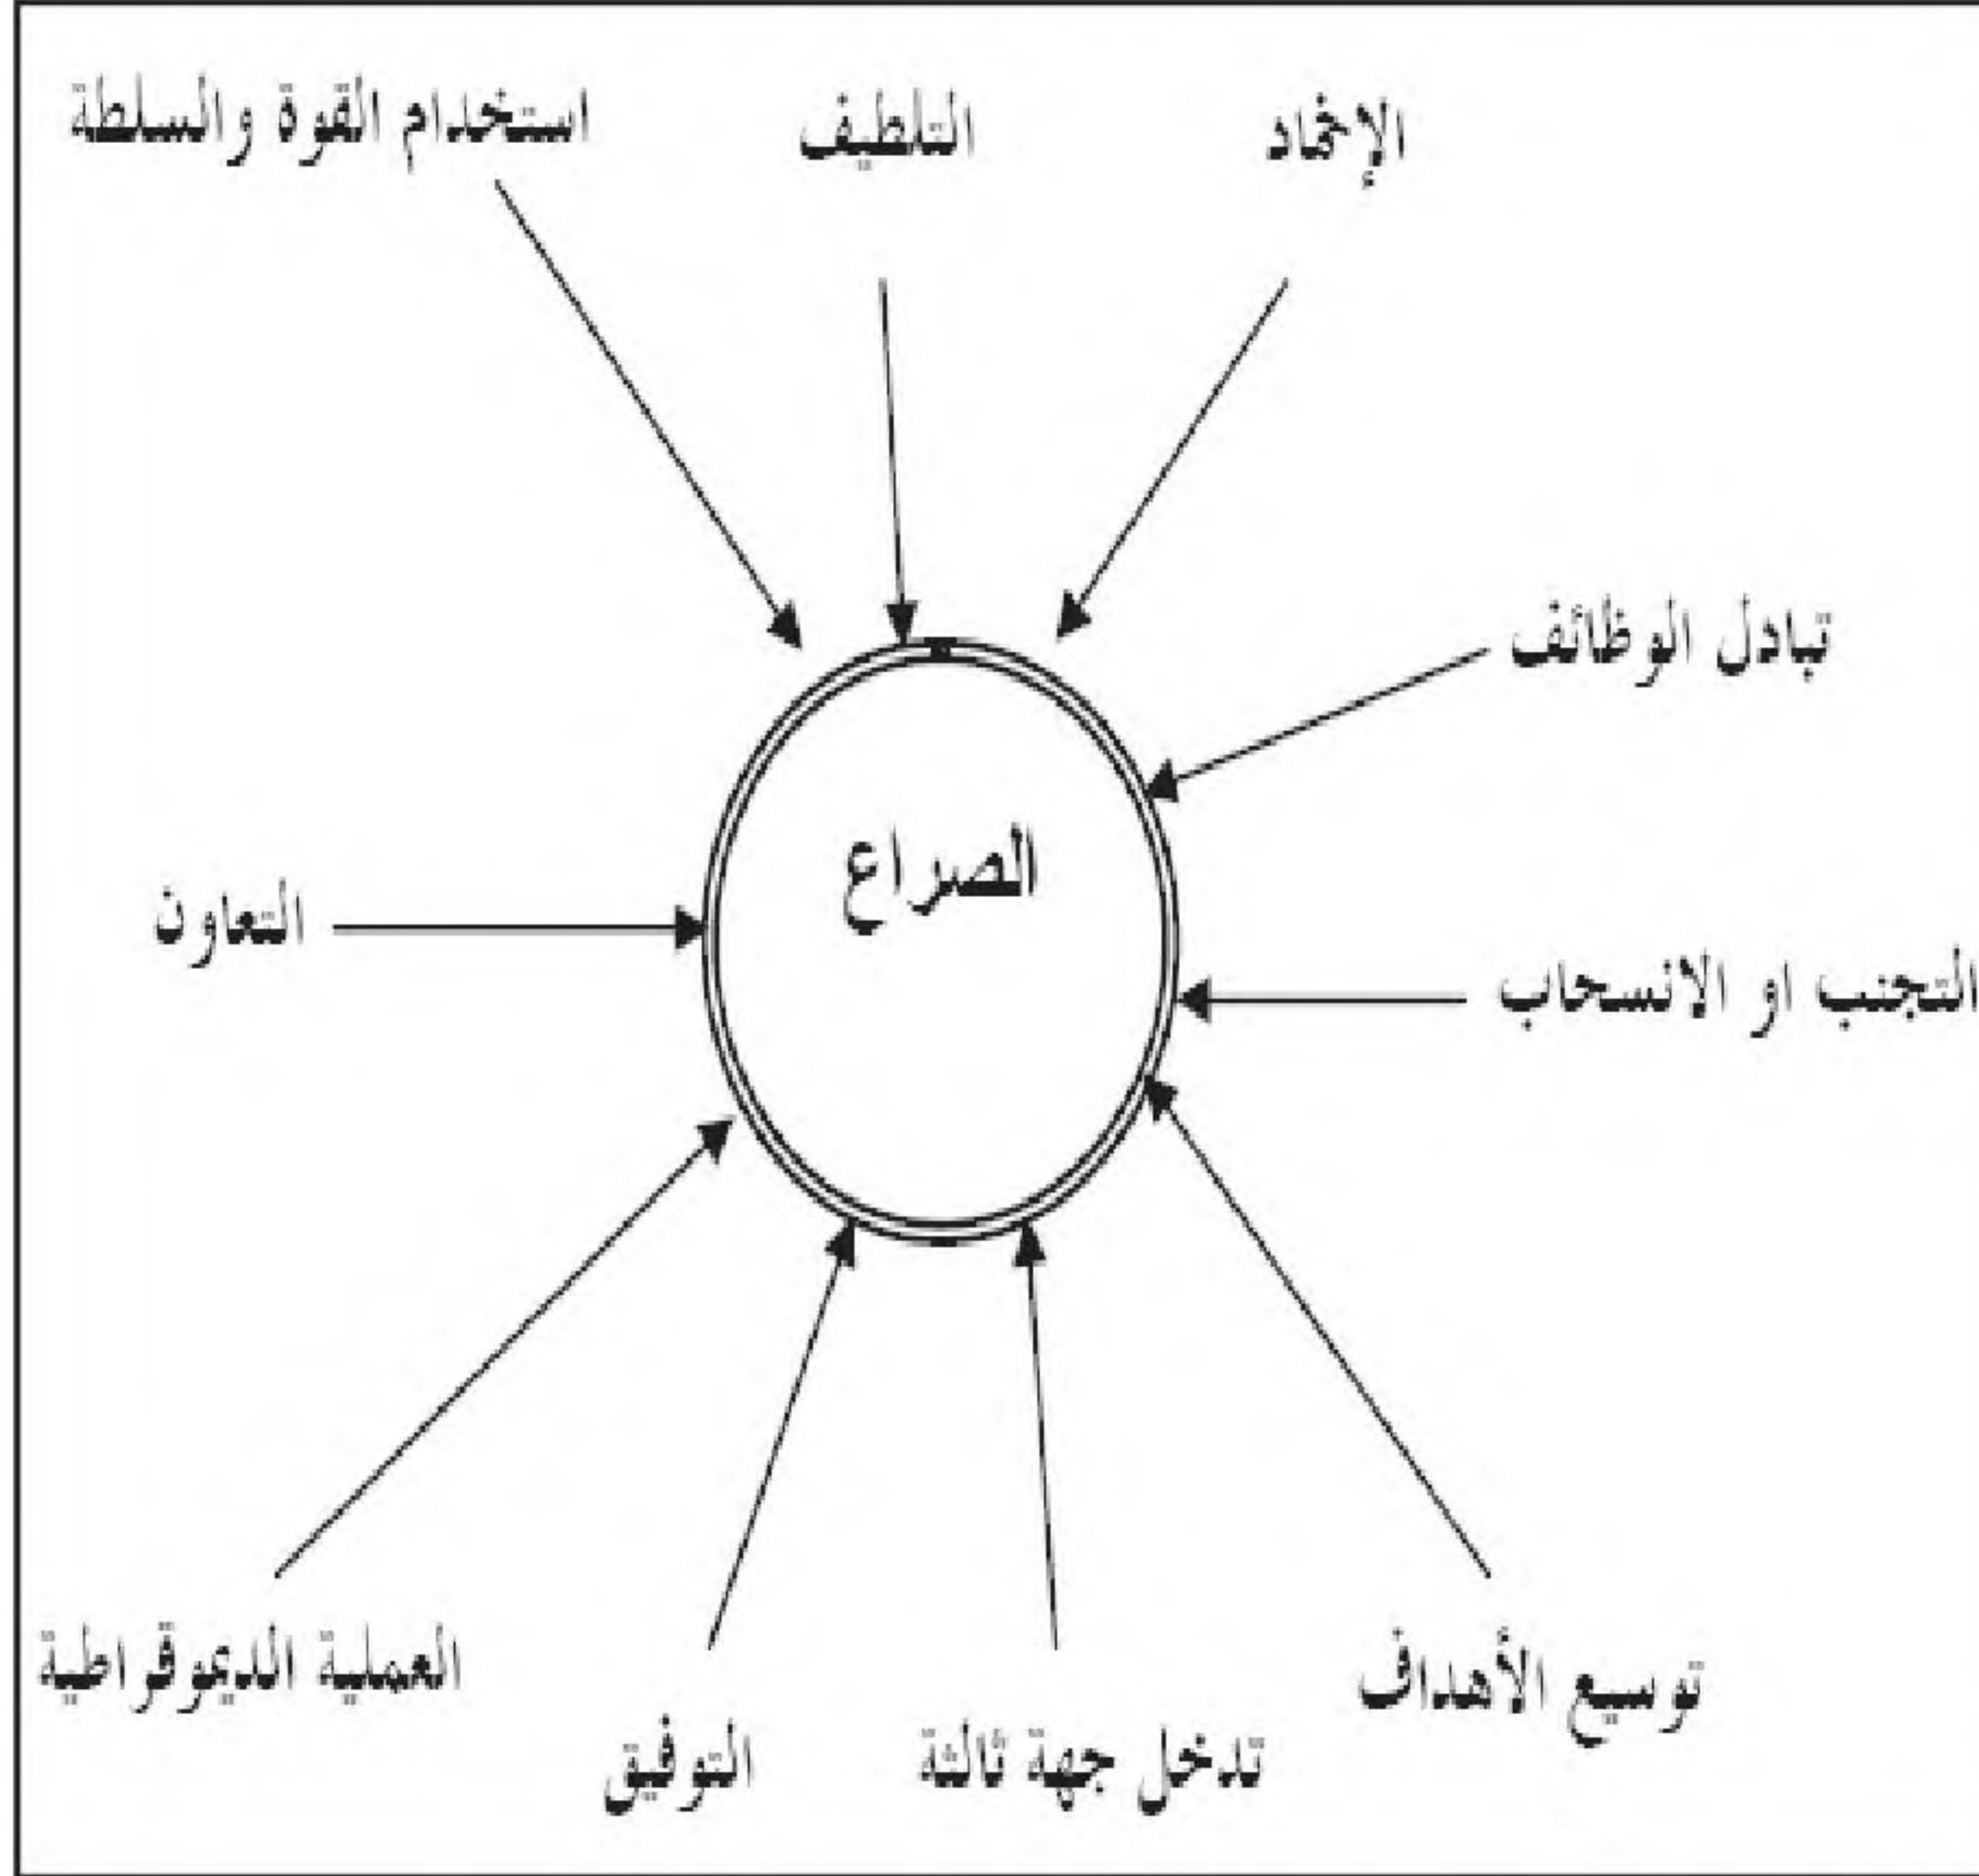 الإخماد
التلطيف
استخدام القوة والسلطة
تبادل الوظائف
الصراع
التعاون
التجنب او الانسحاب
العملية الديموقراطية
توسيع الأهداف
تدخل جهة ثالثة
التوفيق